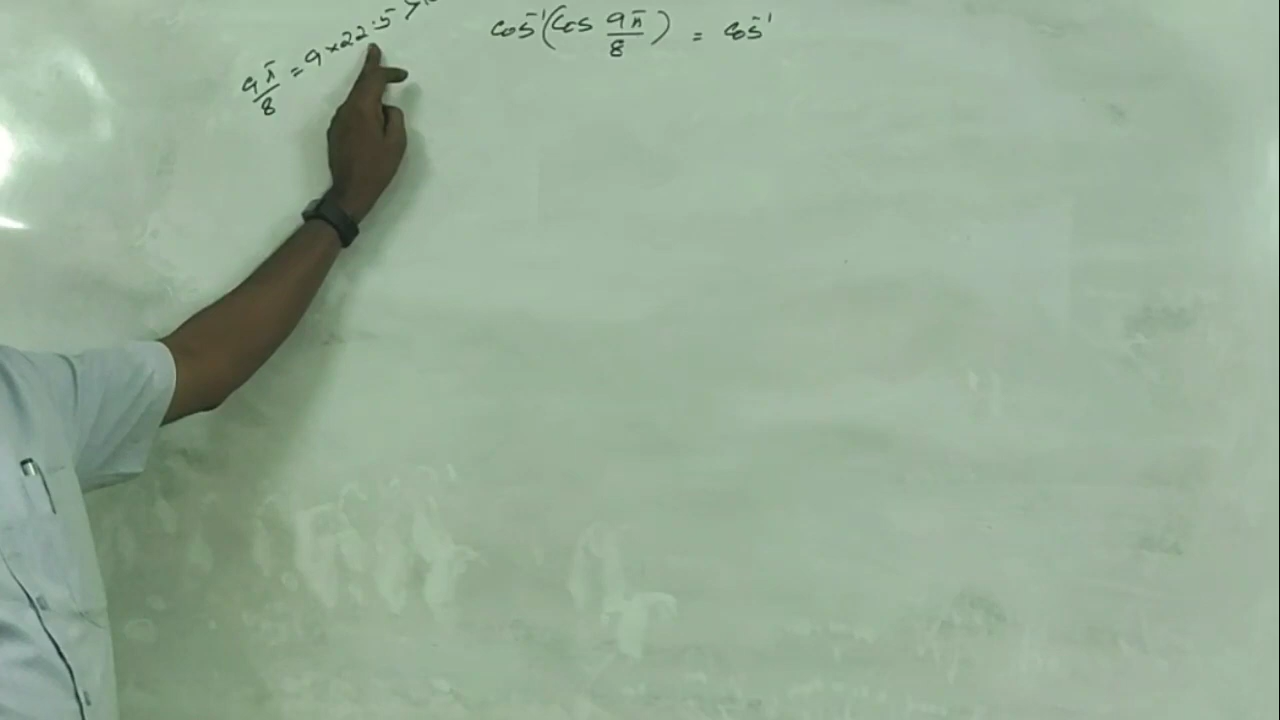 9π/8 = 9×22.5 >
cos⁻¹(cos 9π/8) = cos⁻¹